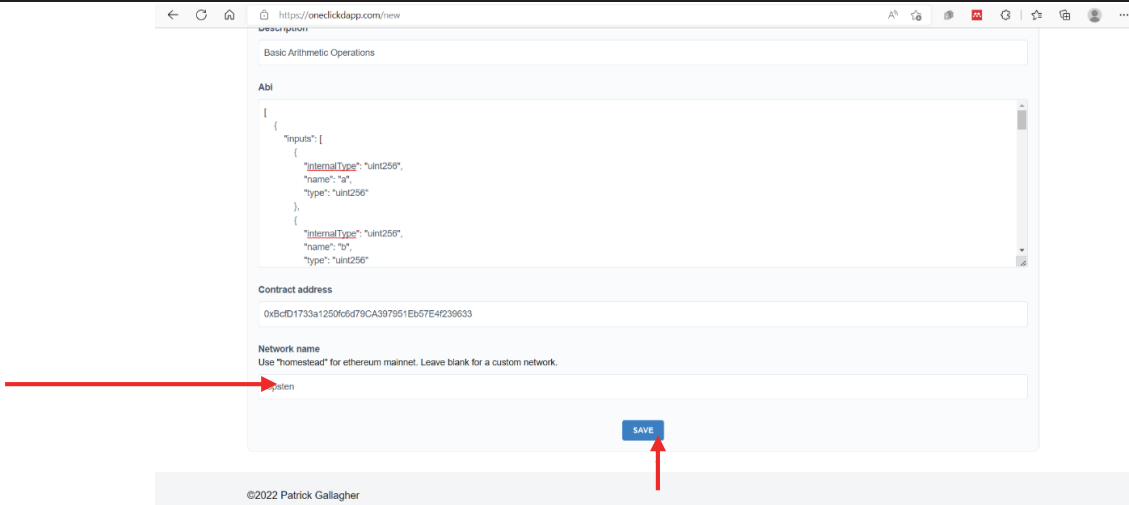 https://oneclickdapp.com/new
Description
Basic Arithmetic Operations
Abi
[
{
"inputs": [
{
"internalType": "uint256",
"name": "a",
"type": "uint256"
},
{
"internalType": "uint256",
"name": "b",
"type": "uint256"
Contract address
0xBcfD1733a1250fc6d79CA397951Eb57E4f239633
Network name
Use "homestead" for ethereum mainnet. Leave blank for a custom network.
SAVE
©2022 Patrick Gallagher